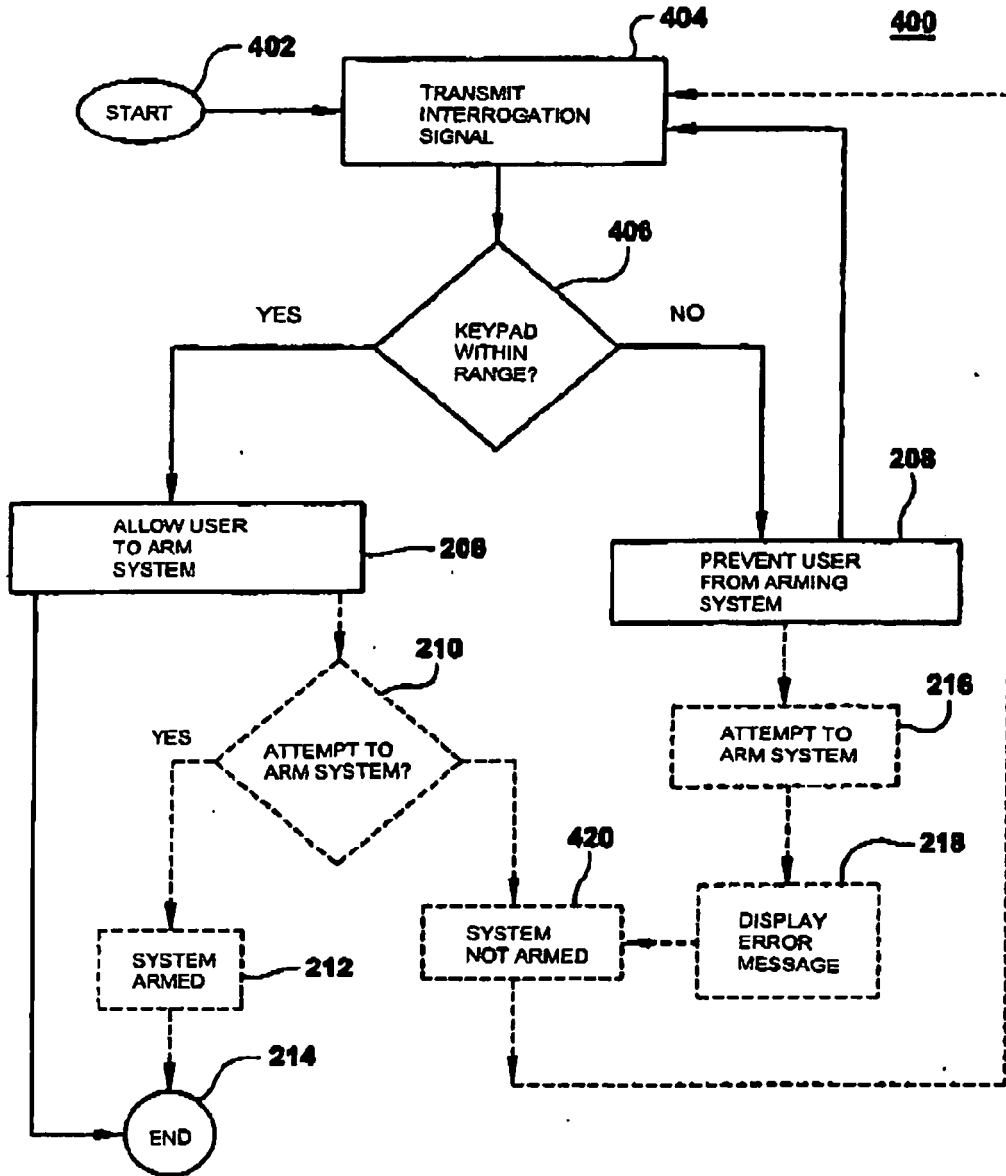 400
402
404
START
TRANSMIT
INTERROGATION
SIGNAL
406
YES
NO
KEYPAD
WITHIN
RANGE?
208
ALLOW USER
TO ARM
SYSTEM
206
PREVENT USER
FROM ARMING
SYSTEM
210
216
YES
ATTEMPT TO
ARM SYSTEM?
ATTEMPT TO
ARM SYSTEM
420
218
SYSTEM
ARMED
212
SYSTEM
NOT ARMED
DISPLAY
ERROR
MESSAGE
214
END